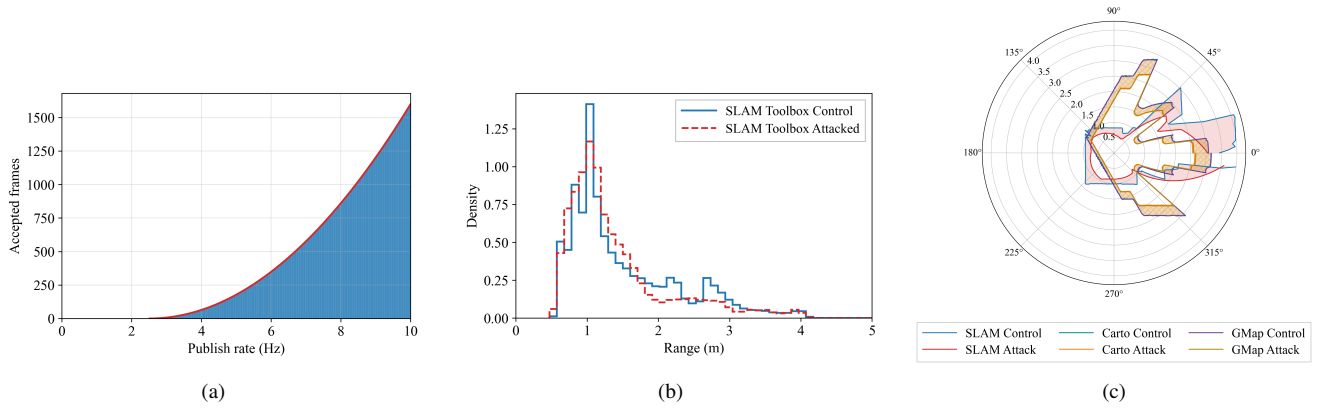 1500
1250
1000
750
500
250
0
Accepted frames
0 2 4 6 8 10
Publish rate (Hz)
(a)
SLAM Toolbox Control
SLAM Toolbox Attacked
1.25
1.00
0.75
0.50
0.25
0.00
Density
0 1 2 3 4 5
Range (m)
(b)
90°
135° 45°
4.0
3.5
3.0
2.5
2.0
1.5
0.5
180° 0°
225° 315°
270°
SLAM Control Carto Control GMap Control
SLAM Attack Carto Attack GMap Attack
(c)